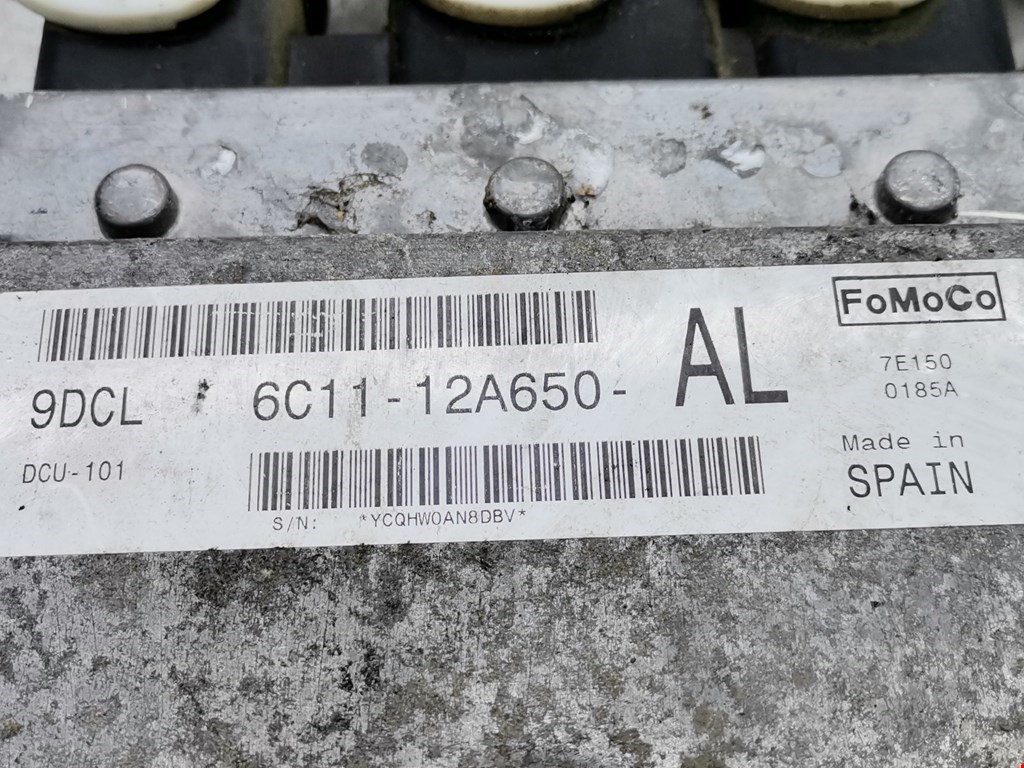 FoMoCo
9DCL 6C11-12A650- AL
7E150
0185A
DCU-101
Made in
SPAIN
S/N: *YCQHW0AN8DBV*